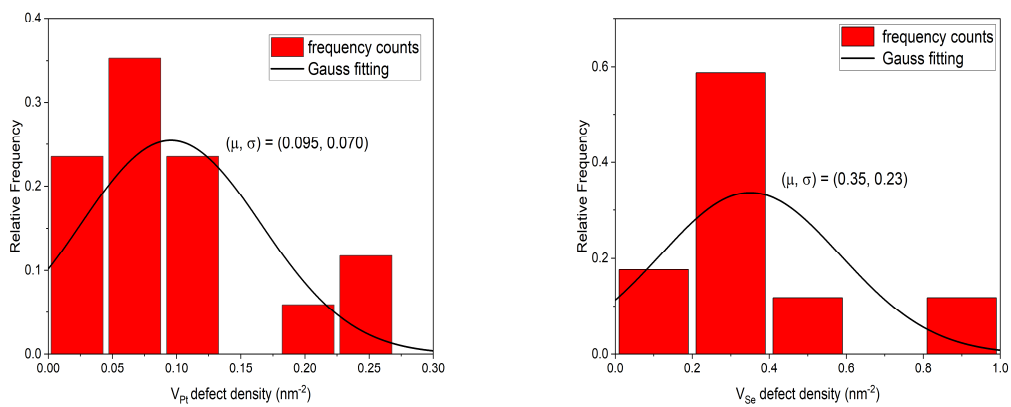 0.4
0.3
0.2
0.1
0.0
Relative Frequency
frequency counts
Gauss fitting
(μ, σ) = (0.095, 0.070)
0.00 0.05 0.10 0.15 0.20 0.25 0.30
V_Pt defect density (nm⁻²)
0.6
0.4
0.2
0.0
Relative Frequency
frequency counts
Gauss fitting
(μ, σ) = (0.35, 0.23)
0.0 0.2 0.4 0.6 0.8 1.0
V_Se defect density (nm⁻²)